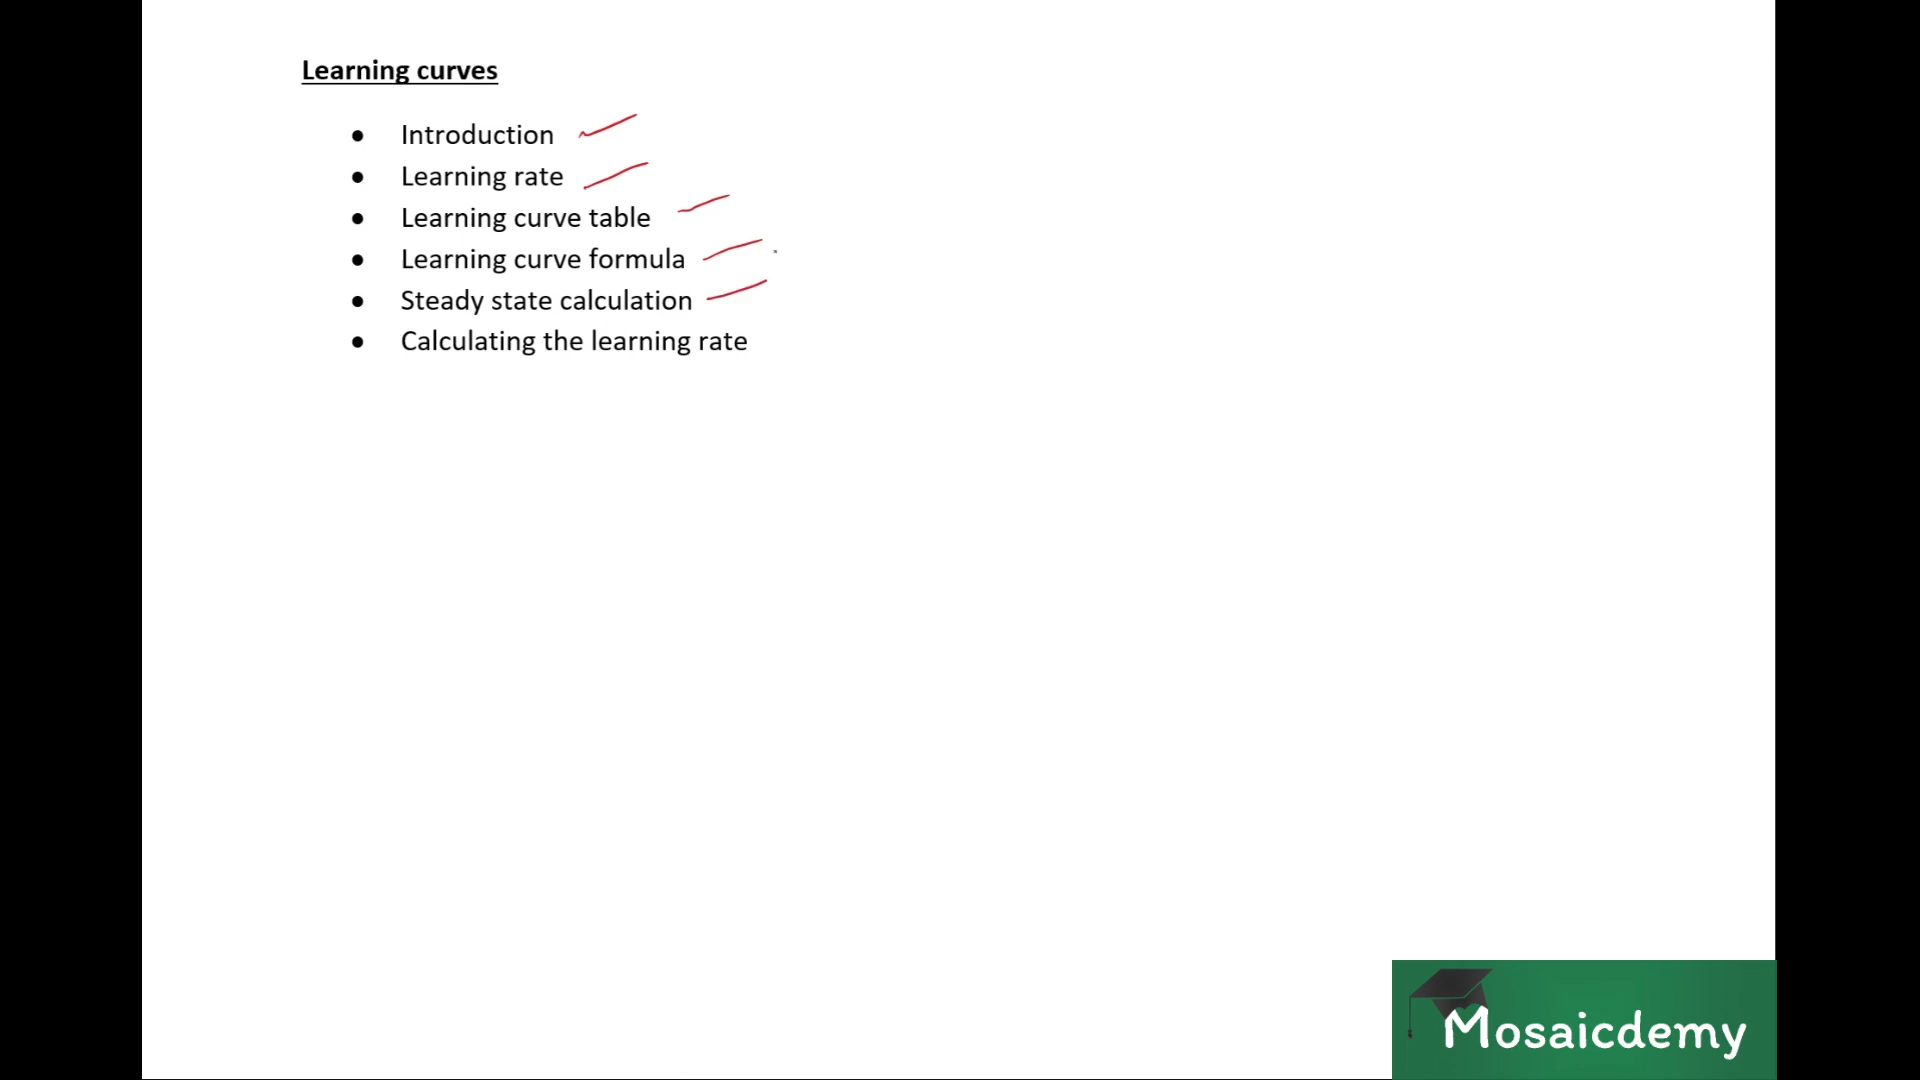 Learning curves
Introduction
Learning rate
Learning curve table
Learning curve formula
Steady state calculation
Calculating the learning rate
Mosaicdemy